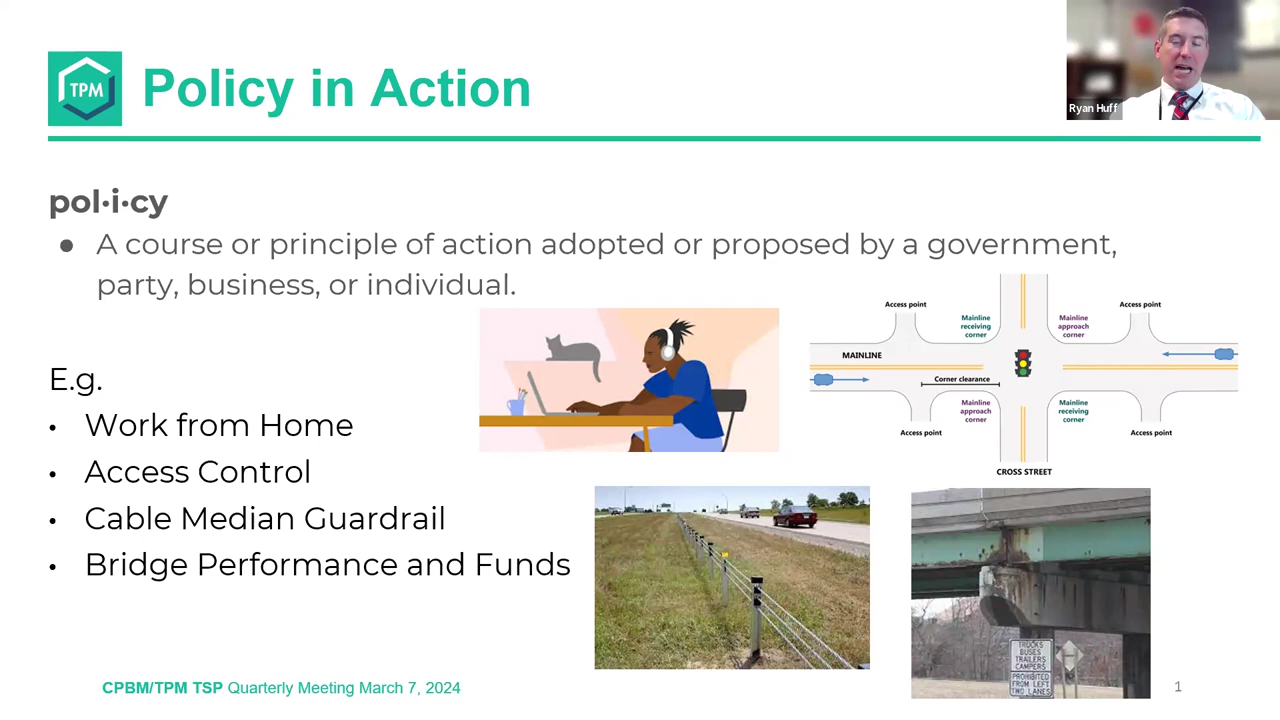 TPM
Policy in Action
Ryan Huff
pol·i·cy
● A course or principle of action adopted or proposed by a government,
party, business, or individual.
E.g.
• Work from Home
• Access Control
• Cable Median Guardrail
• Bridge Performance and Funds
Access point
Access point
Mainline
receiving
corner
Mainline
approach
corner
MAINLINE
Corner clearance
Mainline
approach
corner
Mainline
receiving
corner
Access point
Access point
CROSS STREET
TRUCKS
BUSES
TRAILERS
CAMPERS
PROHIBITED
FROM LEFT
TWO LANES
CPBM/TPM TSP Quarterly Meeting March 7, 2024
1